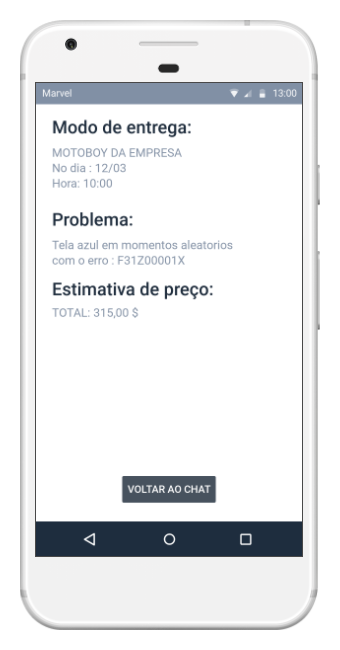 Marvel 13:00
Modo de entrega:
MOTOBOY DA EMPRESA
No dia : 12/03
Hora: 10:00
Problema:
Tela azul em momentos aleatorios
com o erro : F31Z00001X
Estimativa de preço:
TOTAL: 315,00 $
VOLTAR AO CHAT